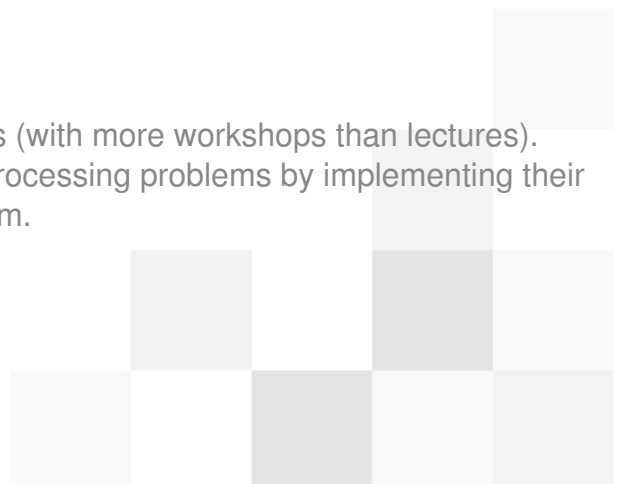 s (with more workshops than lectures).
rocessing problems by implementing their
m.